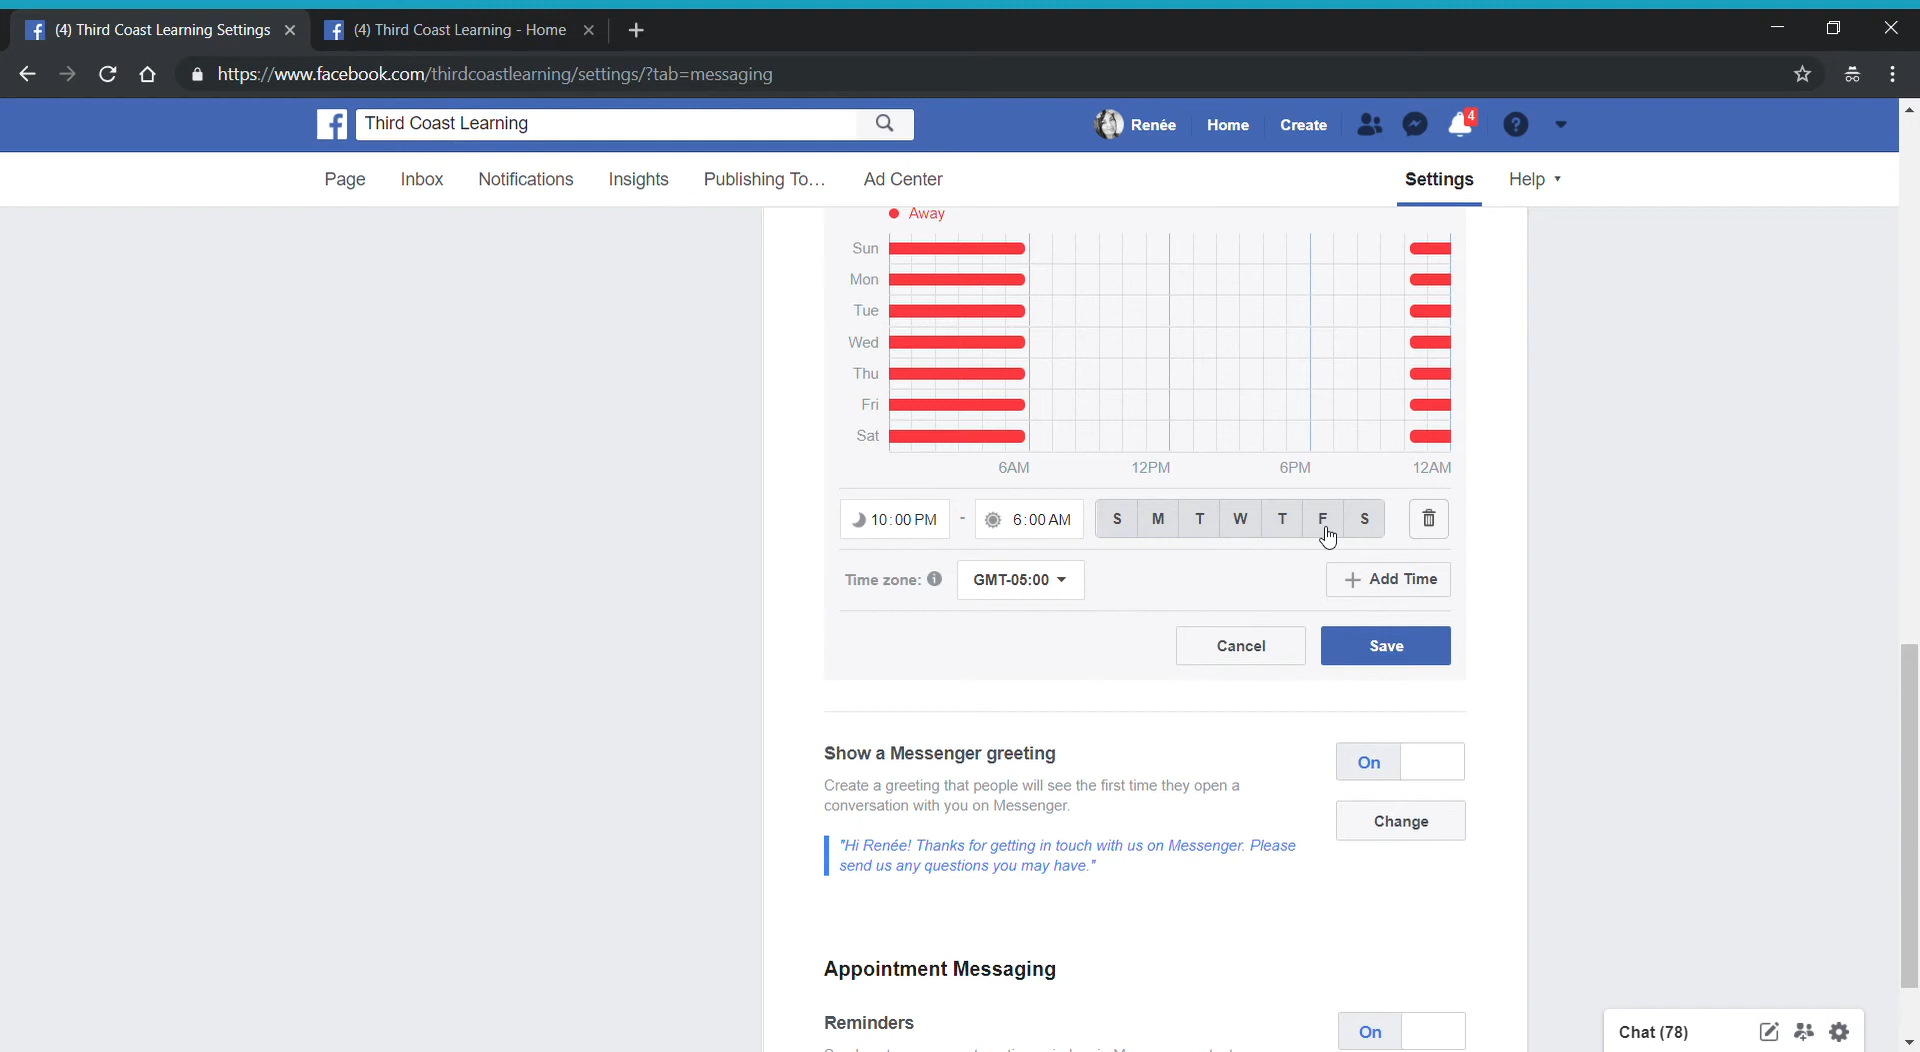 (4) Third Coast Learning Settings
(4) Third Coast Learning - Home
https://www.facebook.com/thirdcoastlearning/settings/?tab=messaging
Third Coast Learning
Renée
Home
Create
4
Page
Inbox
Notifications
Insights
Publishing To...
Ad Center
Settings
Help
Away
Sun
Mon
Tue
Wed
Thu
Fri
Sat
6AM 12PM 6PM 12AM
10:00 PM - 6:00 AM S M T W T F S
Time zone: GMT-05:00 + Add Time
Cancel Save
Show a Messenger greeting
On
Create a greeting that people will see the first time they open a
conversation with you on Messenger.
Change
"Hi Renée! Thanks for getting in touch with us on Messenger. Please
send us any questions you may have."
Appointment Messaging
Reminders
On
Chat (78)